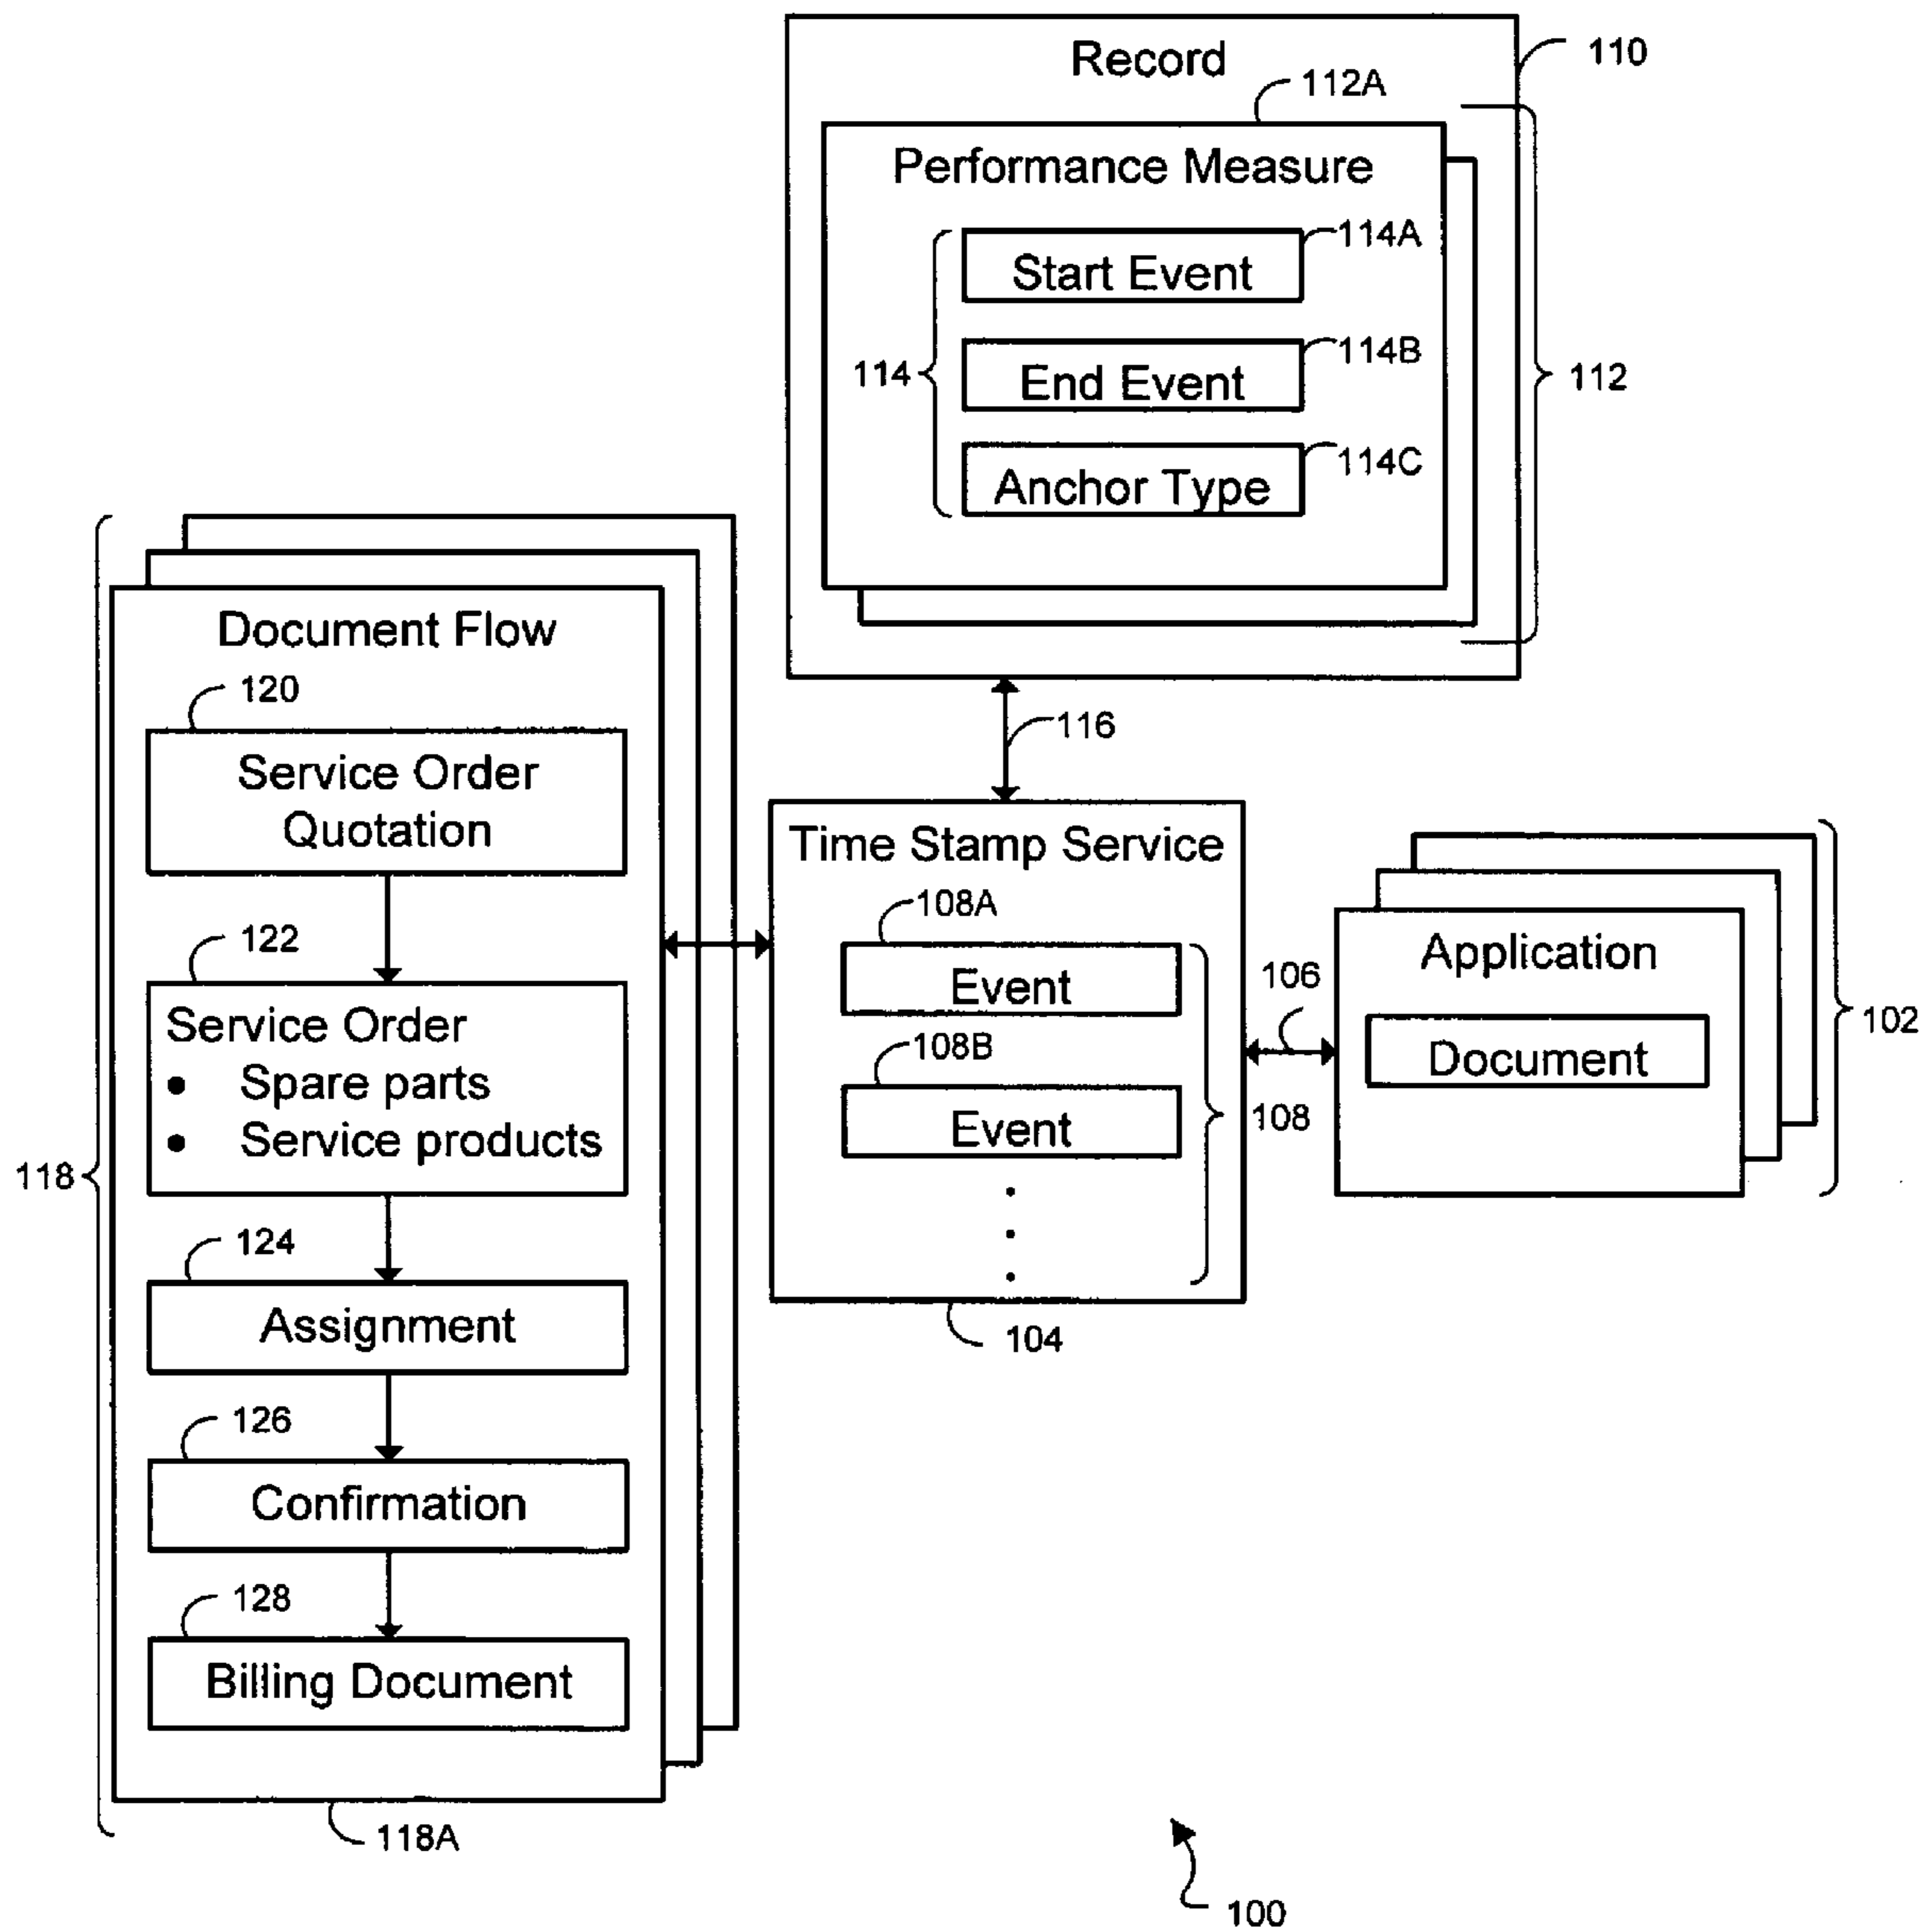 Record
110
112A
Performance Measure
114A
Start Event
114B
114
End Event
112
114C
Anchor Type
Document Flow
120
116
Service Order
Quotation
Time Stamp Service
108A
122
Event
Application
106
102
Service Order
• Spare parts
• Service products
108B
Document
Event
108
118
124
Assignment
104
126
Confirmation
128
Billing Document
118A
100